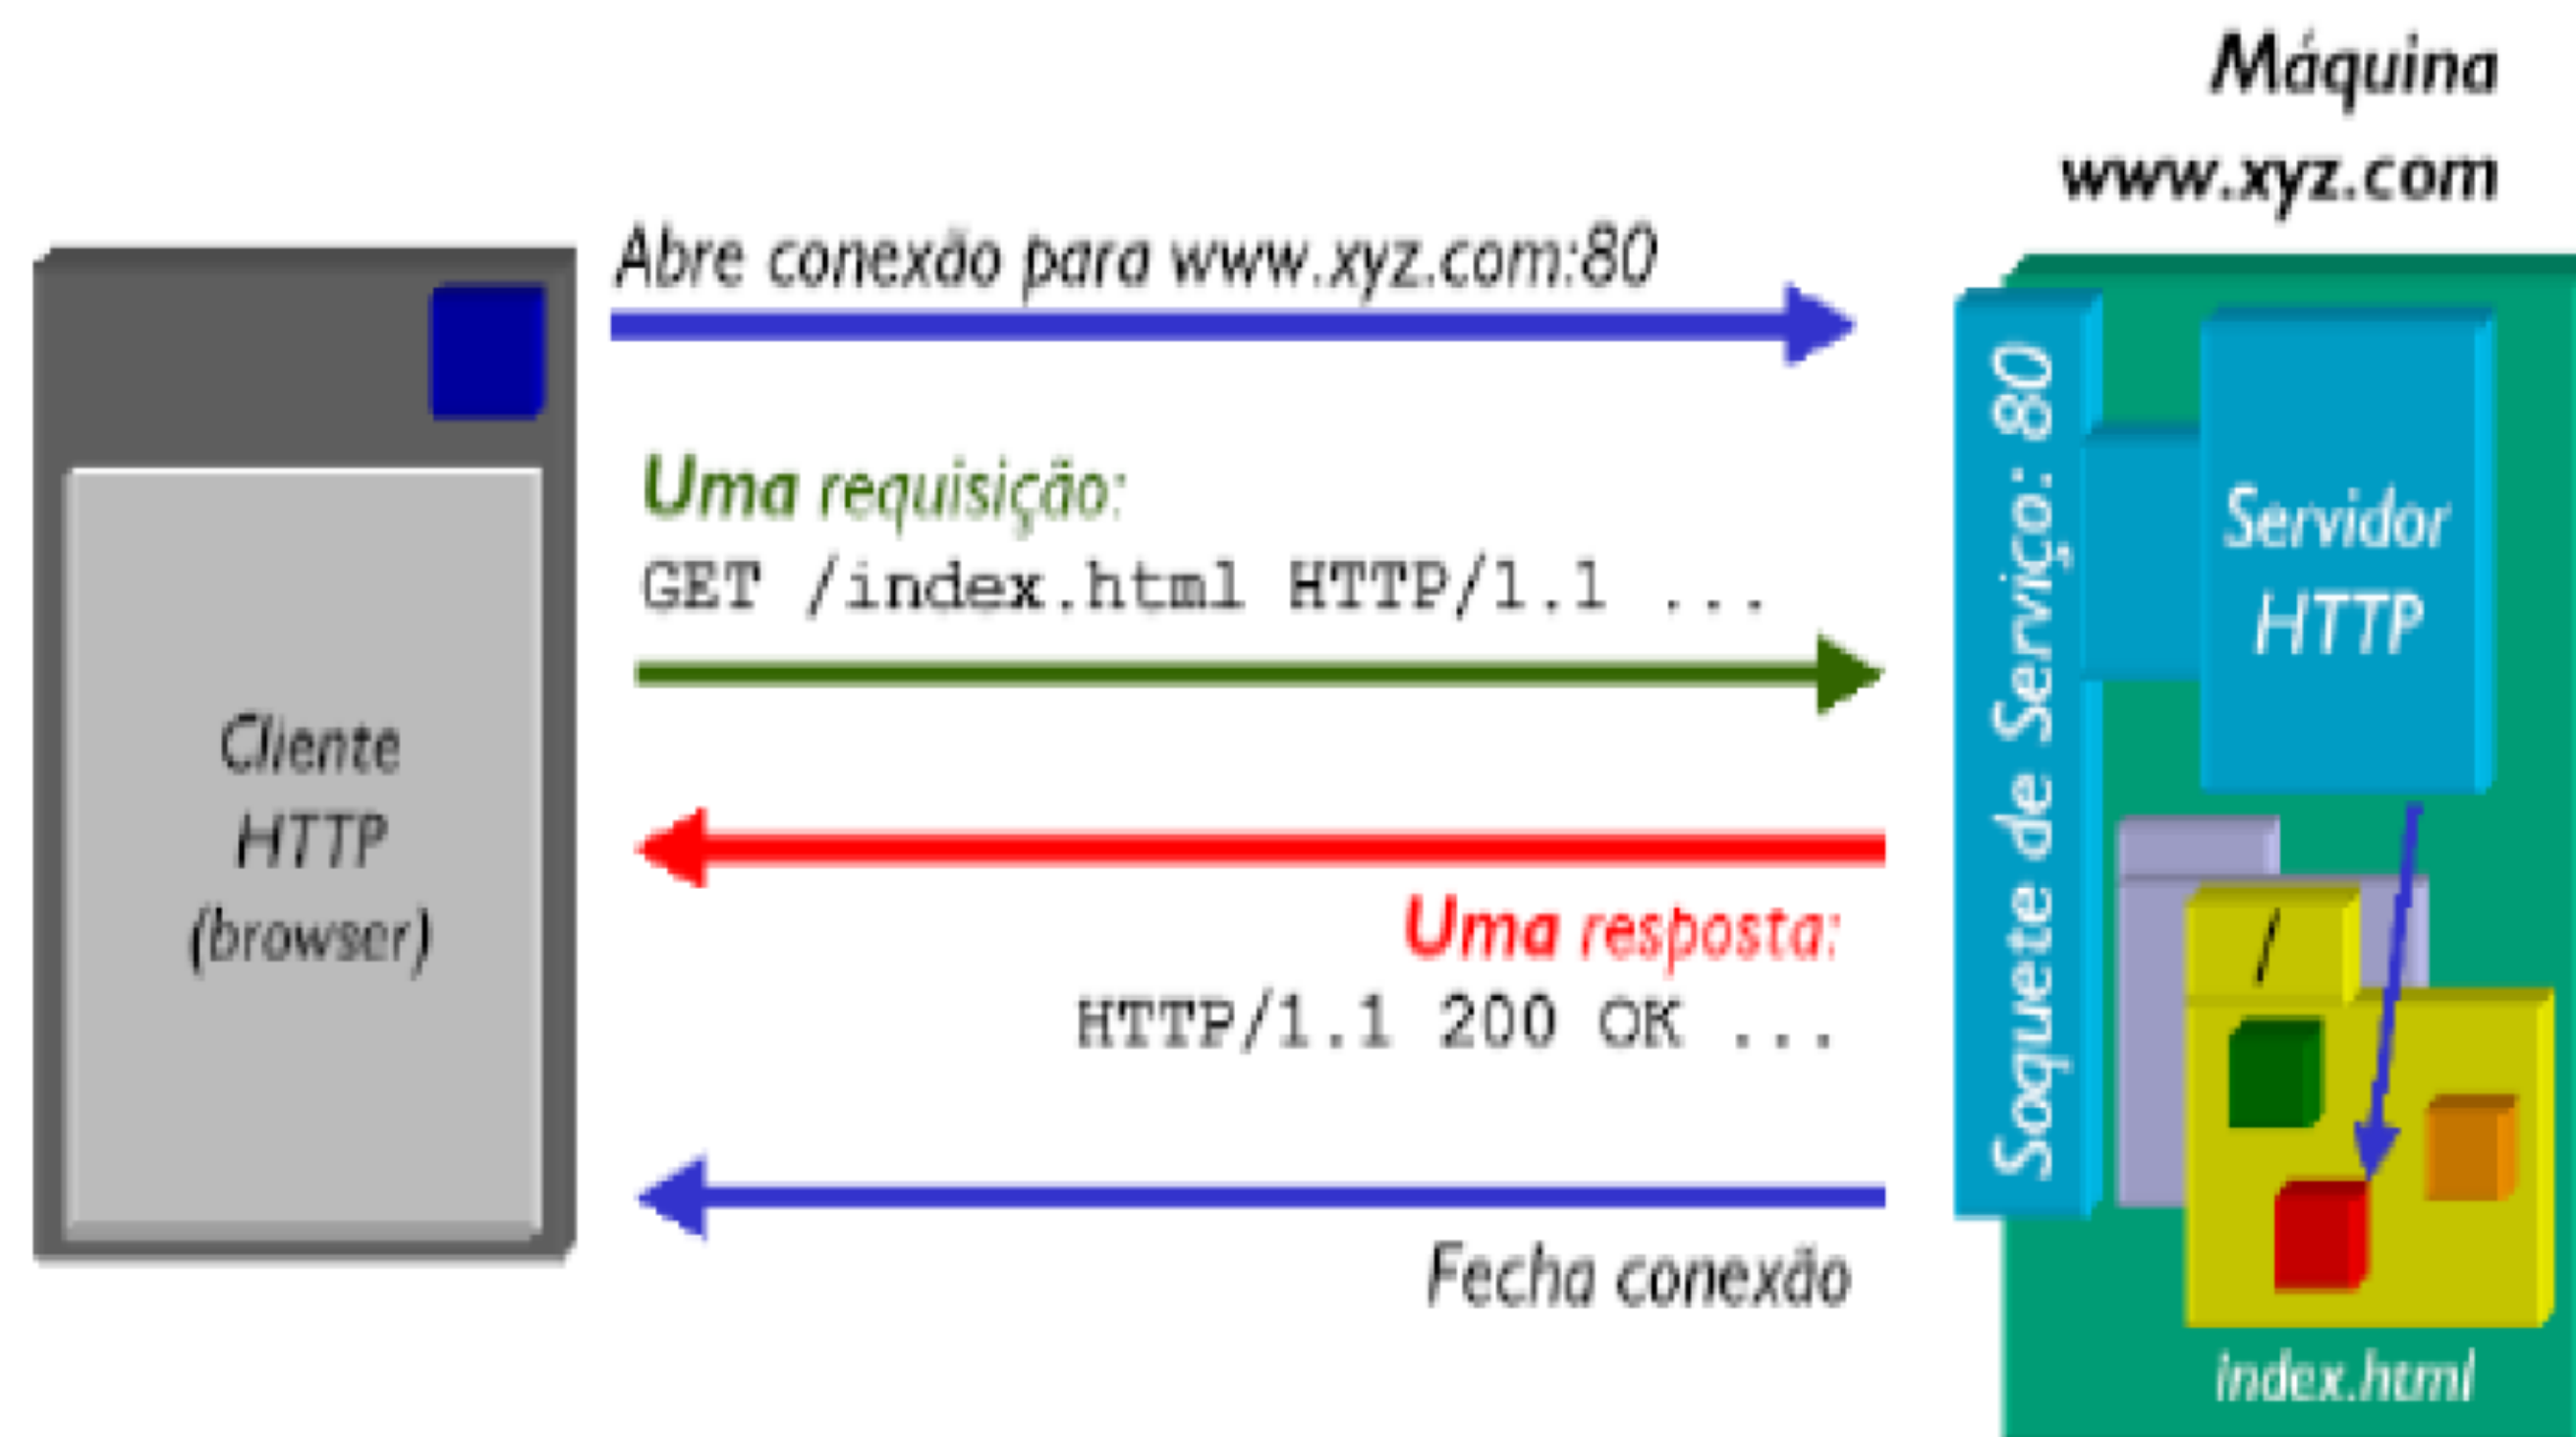 Máquina
www.xyz.com
Abre conexão para www.xyz.com:80
Uma requisição:
GET /index.html HTTP/1.1 ...
Cliente
HTTP
(browser)
Uma resposta:
HTTP/1.1 200 OK ...
Fecha conexão
Soquete de Serviço: 80
Servidor
HTTP
/
index.html